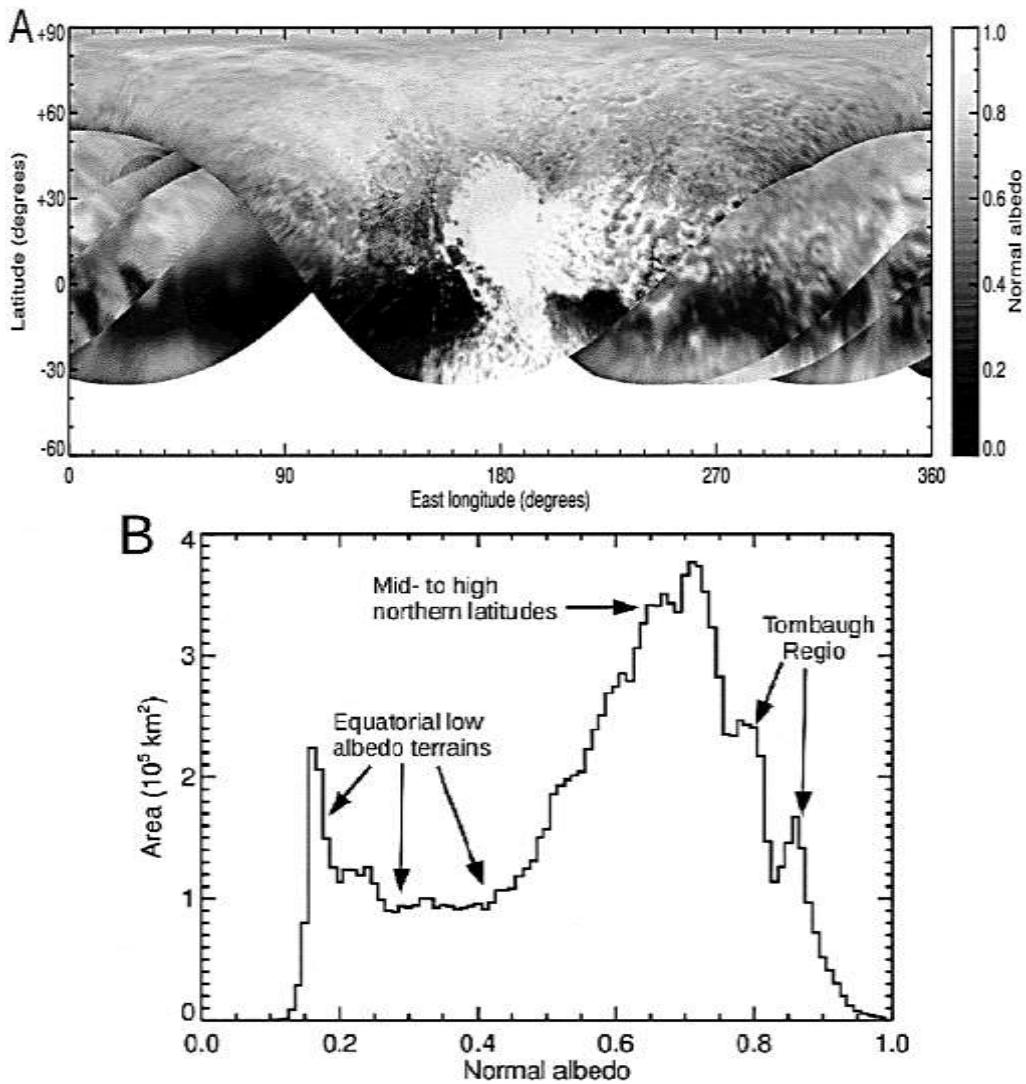 A
+90
+60
+30
0
-30
-60
Latitude (degrees)
0 90 180 270 360
East longitude (degrees)
1.0
0.8
0.6
0.4
0.2
0.0
Normal albedo
B
4
3
2
1
0
Area (10⁵ km²)
Mid- to high
northern latitudes
Tombaugh
Regio
Equatorial low
albedo terrains
0.0 0.2 0.4 0.6 0.8 1.0
Normal albedo